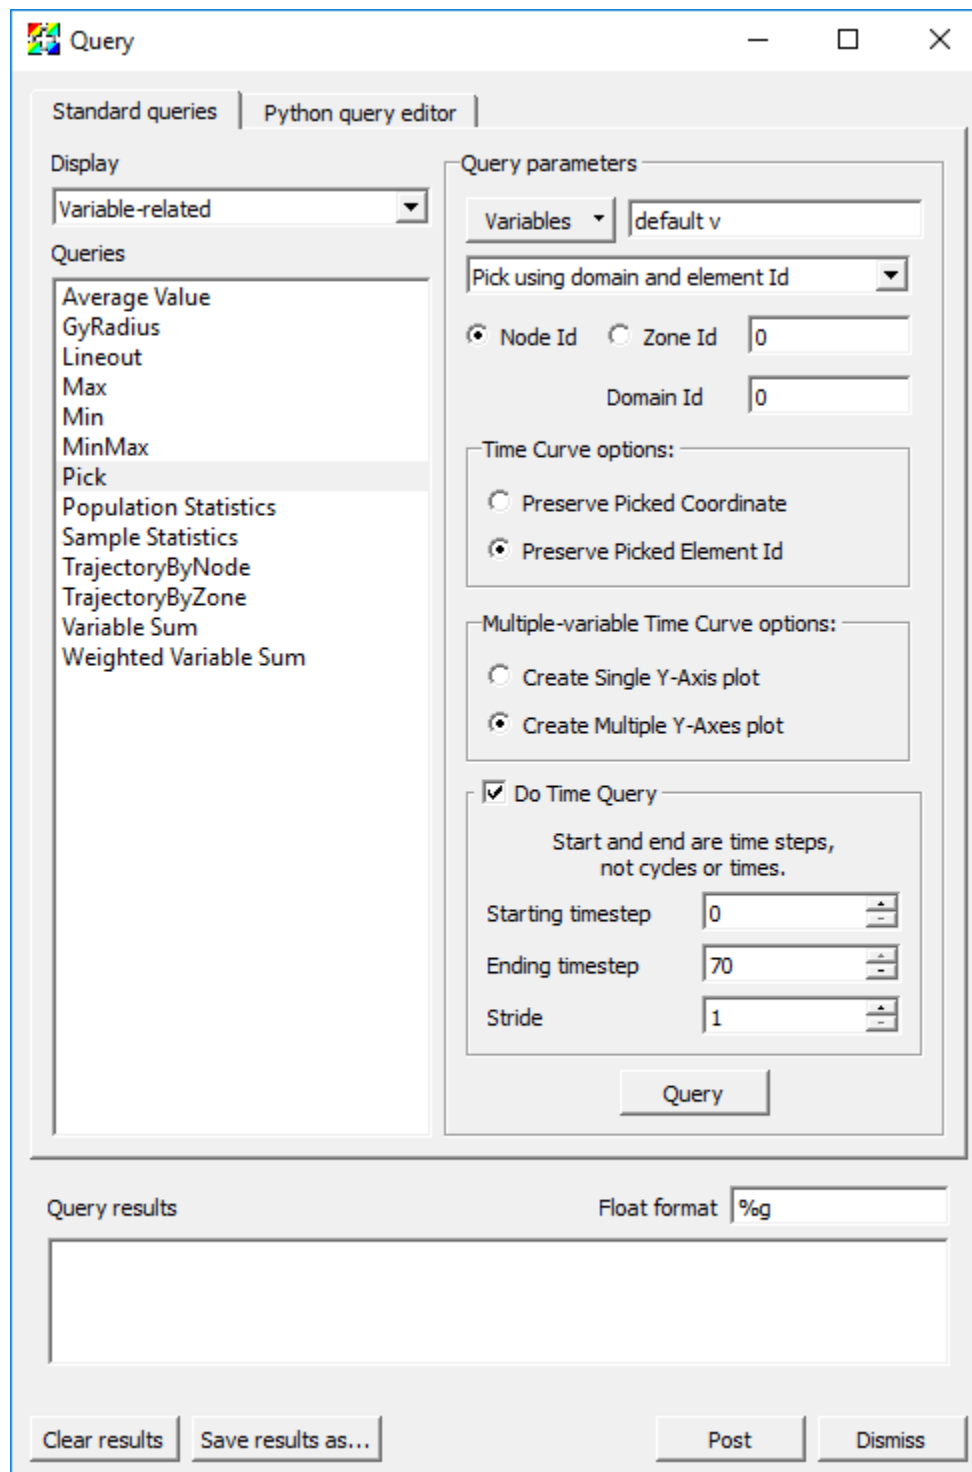 Query
Standard queries
Python query editor
Display
Variable-related
Queries
Average Value
GyRadius
Lineout
Max
Min
MinMax
Pick
Population Statistics
Sample Statistics
TrajectoryByNode
TrajectoryByZone
Variable Sum
Weighted Variable Sum
Query parameters
Variables
default v
Pick using domain and element Id
Node Id
Zone Id
0
Domain Id
0
Time Curve options:
Preserve Picked Coordinate
Preserve Picked Element Id
Multiple-variable Time Curve options:
Create Single Y-Axis plot
Create Multiple Y-Axes plot
Do Time Query
Start and end are time steps,
not cycles or times.
Starting timestep
0
Ending timestep
70
Stride
1
Query
Query results
Float format
%g
Clear results
Save results as...
Post
Dismiss